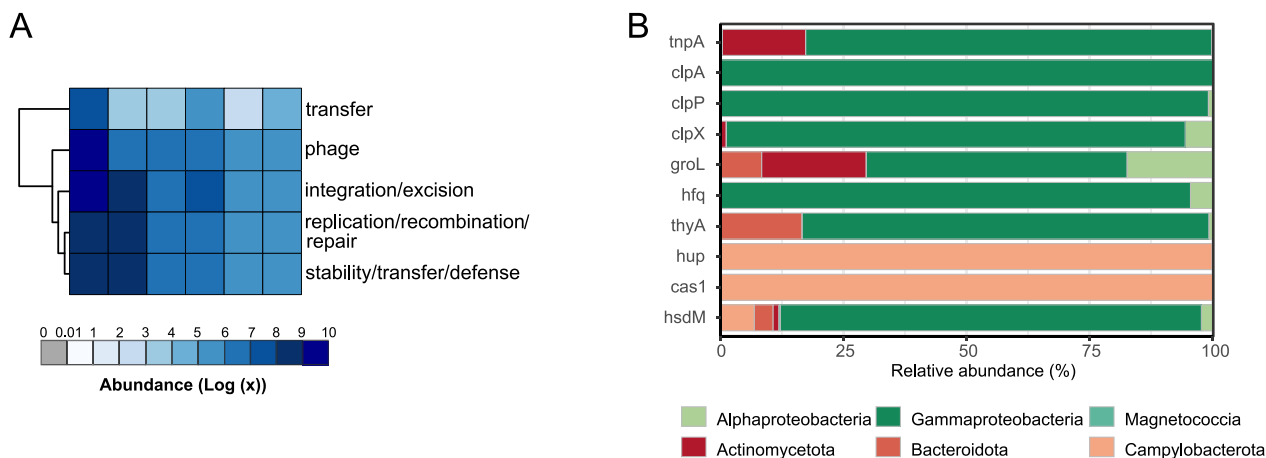 A
transfer
phage
integration/excision
replication/recombination/
repair
stability/transfer/defense
0 0.01 1 2 3 4 5 6 7 8 9 10
Abundance (Log (x))
B
tnpA
clpA
clpP
clpX
groL
hfq
thyA
hup
cas1
hsdM
0 25 50 75 100
Relative abundance (%)
Alphaproteobacteria Gammaproteobacteria Magnetococcia
Actinomycetota Bacteroidota Campylobacterota